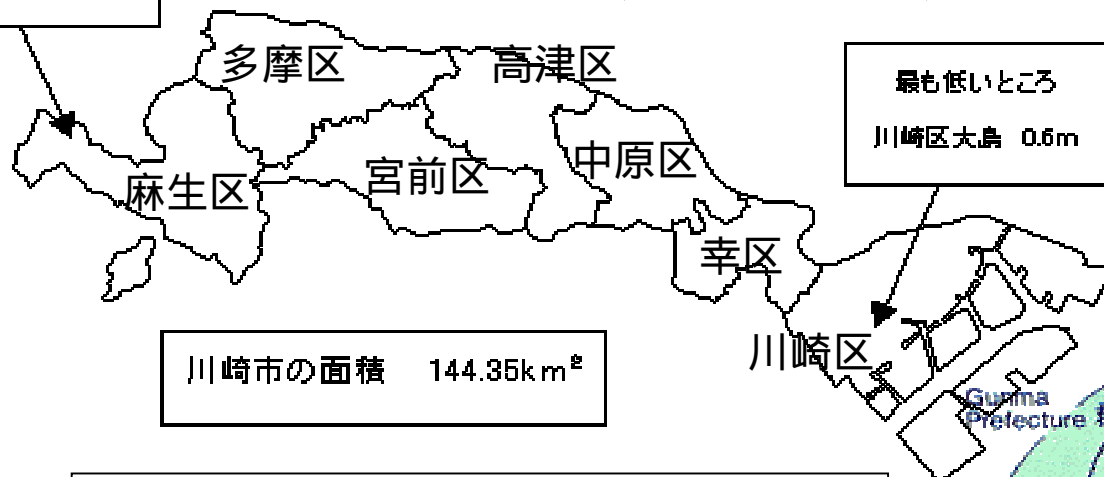 多摩区
高津区
最も低いところ
川崎区大島 0.6m
中原区
宮前区
麻生区
幸区
川崎区
川崎市の面積 144.35km²
Gunma
Prefecture